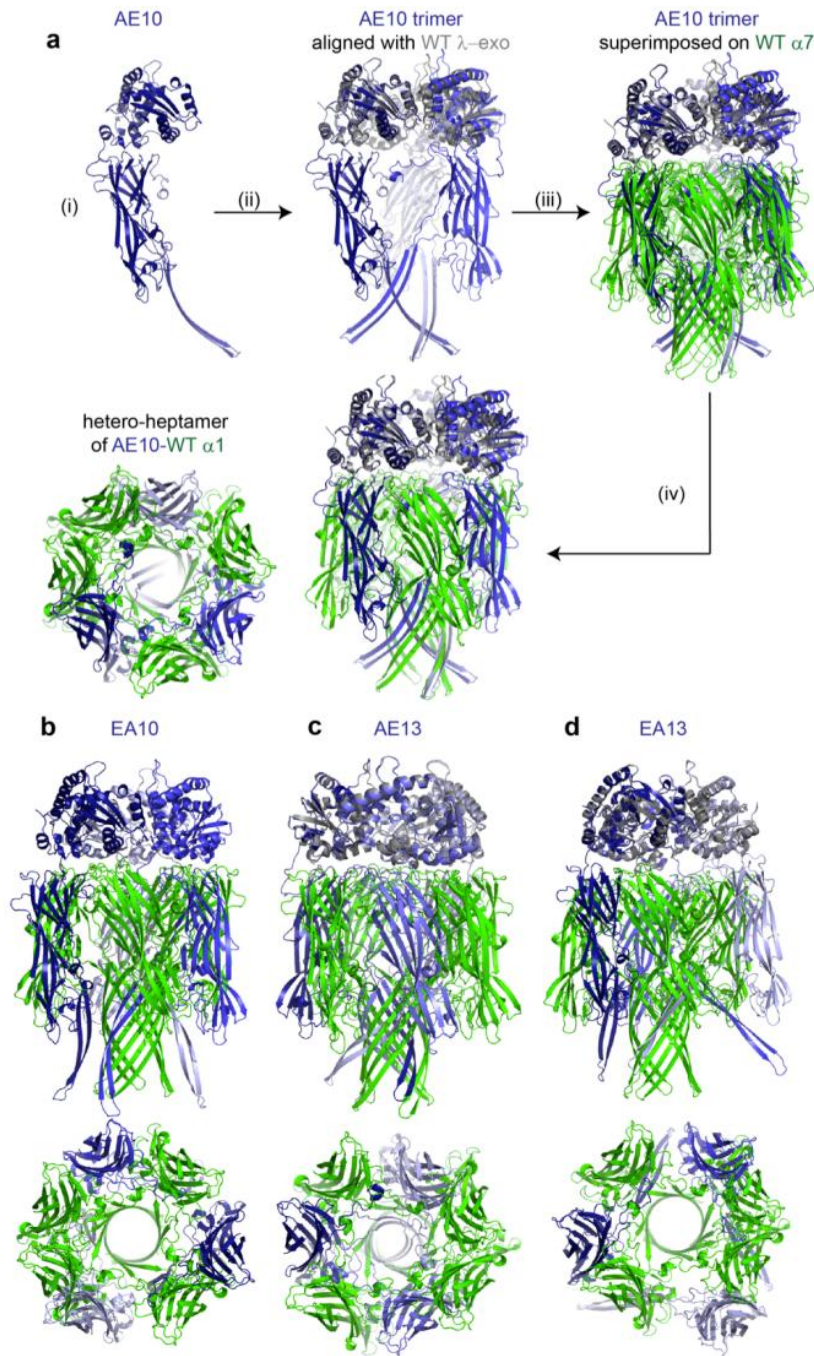 AE10
AE10 trimer
aligned with WT λ–exo
AE10 trimer
superimposed on WT α7
a
(i)
(ii)
(iii)
hetero-heptamer
of AE10-WT α1
(iv)
b
EA10
c
AE13
d
EA13